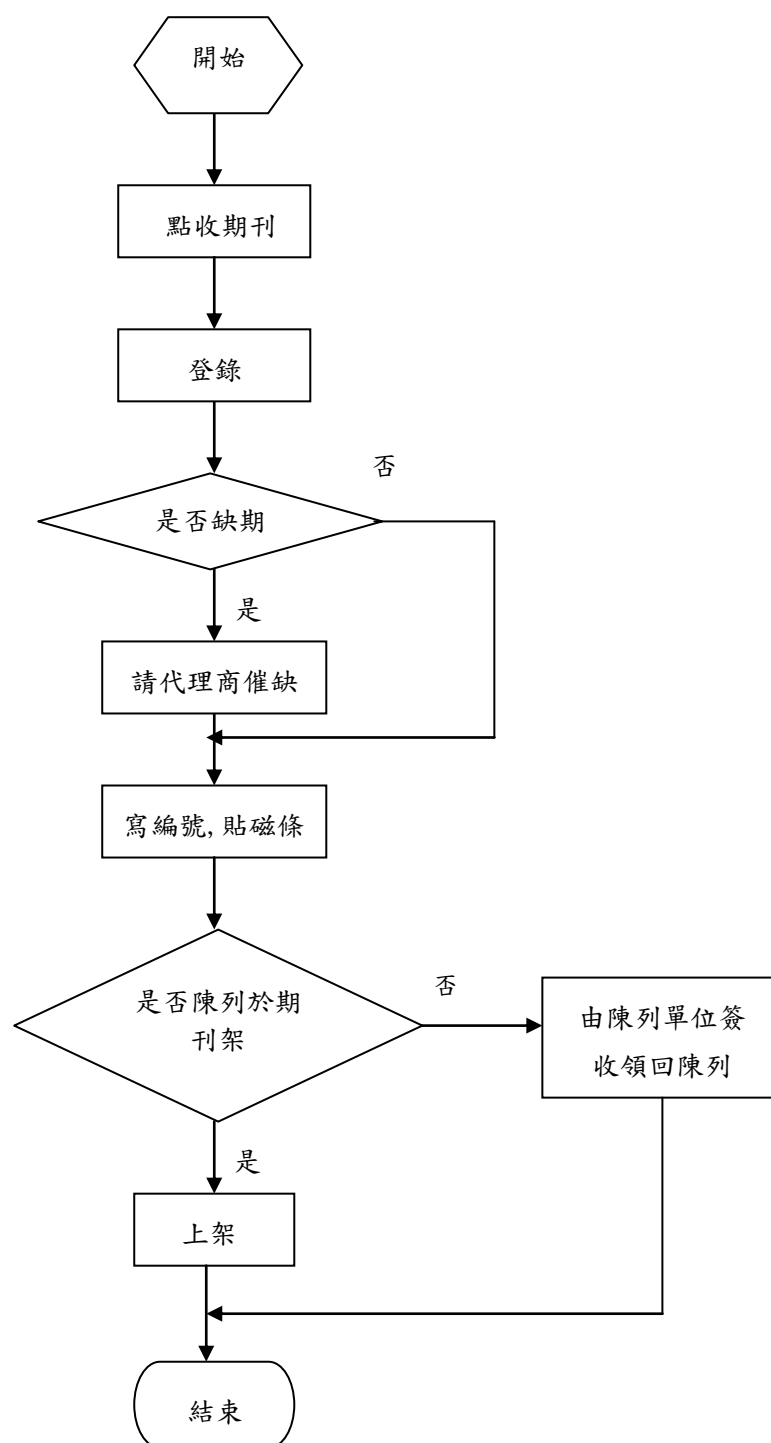 開始
點收期刊
登錄
否
是否缺期
是
請代理商催缺
寫編號,貼磁條
是否陳列於期
刊架
否
由陳列單位簽
收領回陳列
是
上架
結束